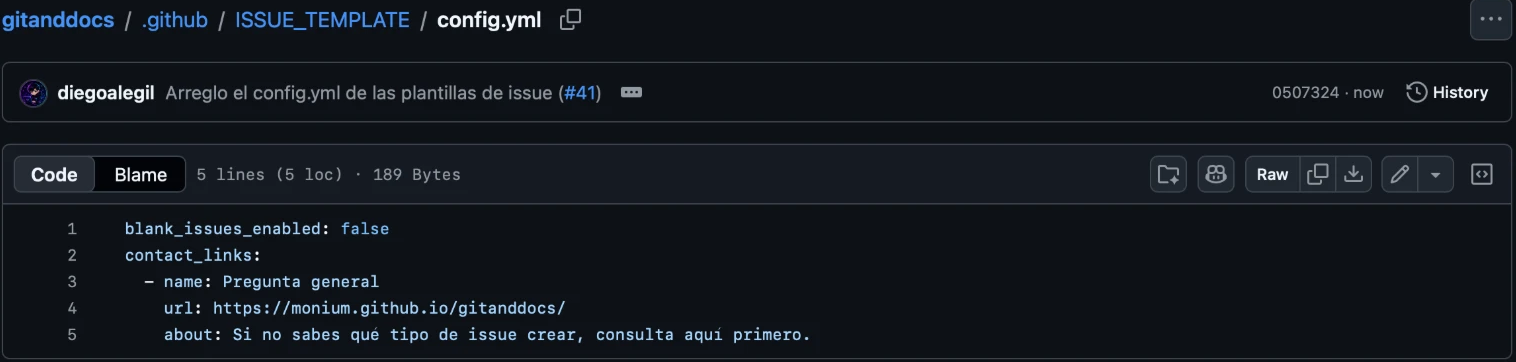 gitanddocs / .github / ISSUE_TEMPLATE / config.yml
diegoalegil Arreglo el config.yml de las plantillas de issue (#41)
0507324 · now History
Code Blame 5 lines (5 loc) · 189 Bytes Raw
1 blank_issues_enabled: false
2 contact_links:
3 - name: Pregunta general
4 url: https://monium.github.io/gitanddocs/
5 about: Si no sabes qué tipo de issue crear, consulta aquí primero.